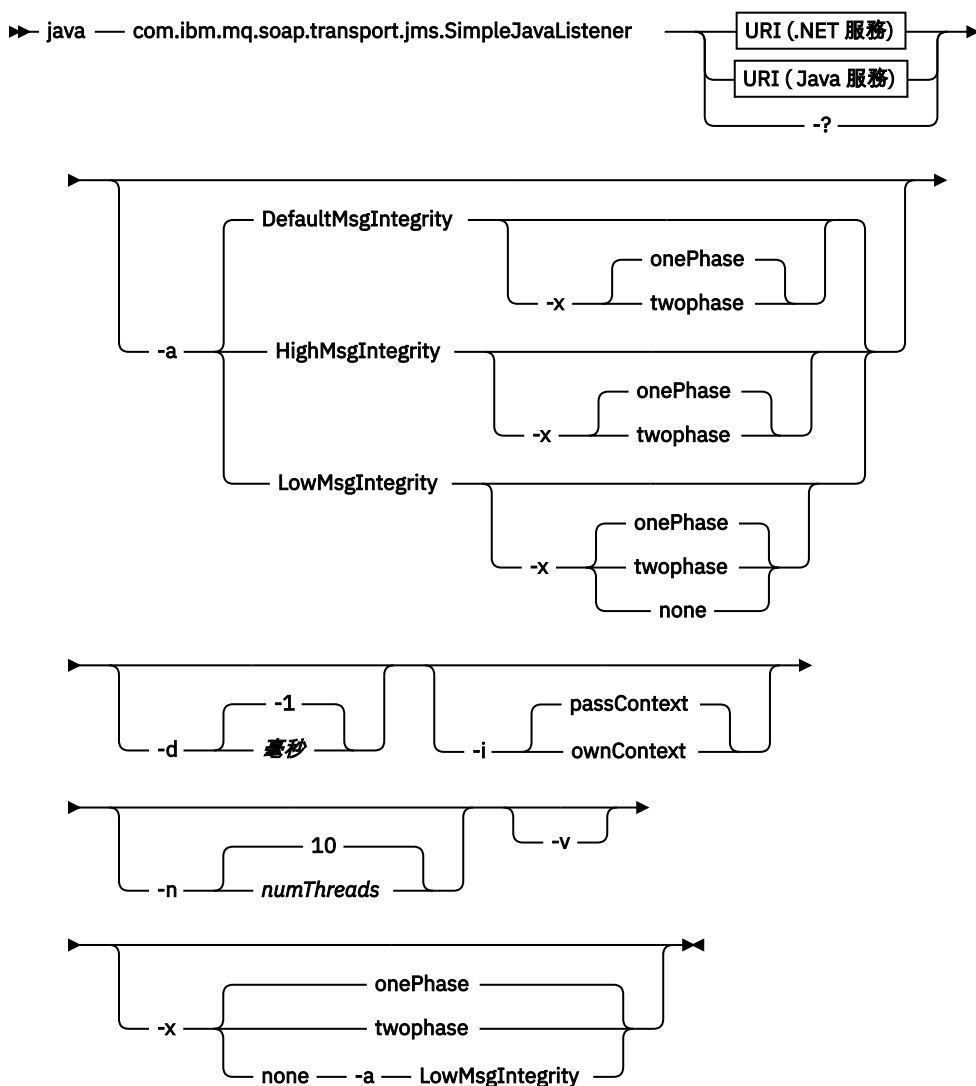 java com.ibm.mq.soap.transport.jms.SimpleJavaListener URI (.NET 服務)
URI ( Java 服務)
-?
DefaultMsgIntegrity
onePhase
-x twophase
-a HighMsgIntegrity
onePhase
-x twophase
LowMsgIntegrity
onePhase
-x twophase
none
-1 passContext
-d 毫秒 -i ownContext
10 -v
-n numThreads
onePhase
-x twophase
none -a LowMsgIntegrity